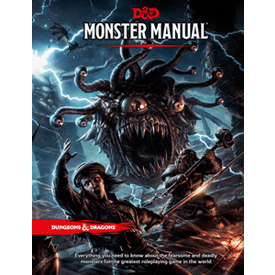 D&D
MONSTER MANUAL®
DUNGEONS & DRAGONS®
Everything you need to know about the fearsome and deadly
monsters for the greatest roleplaying game in the world